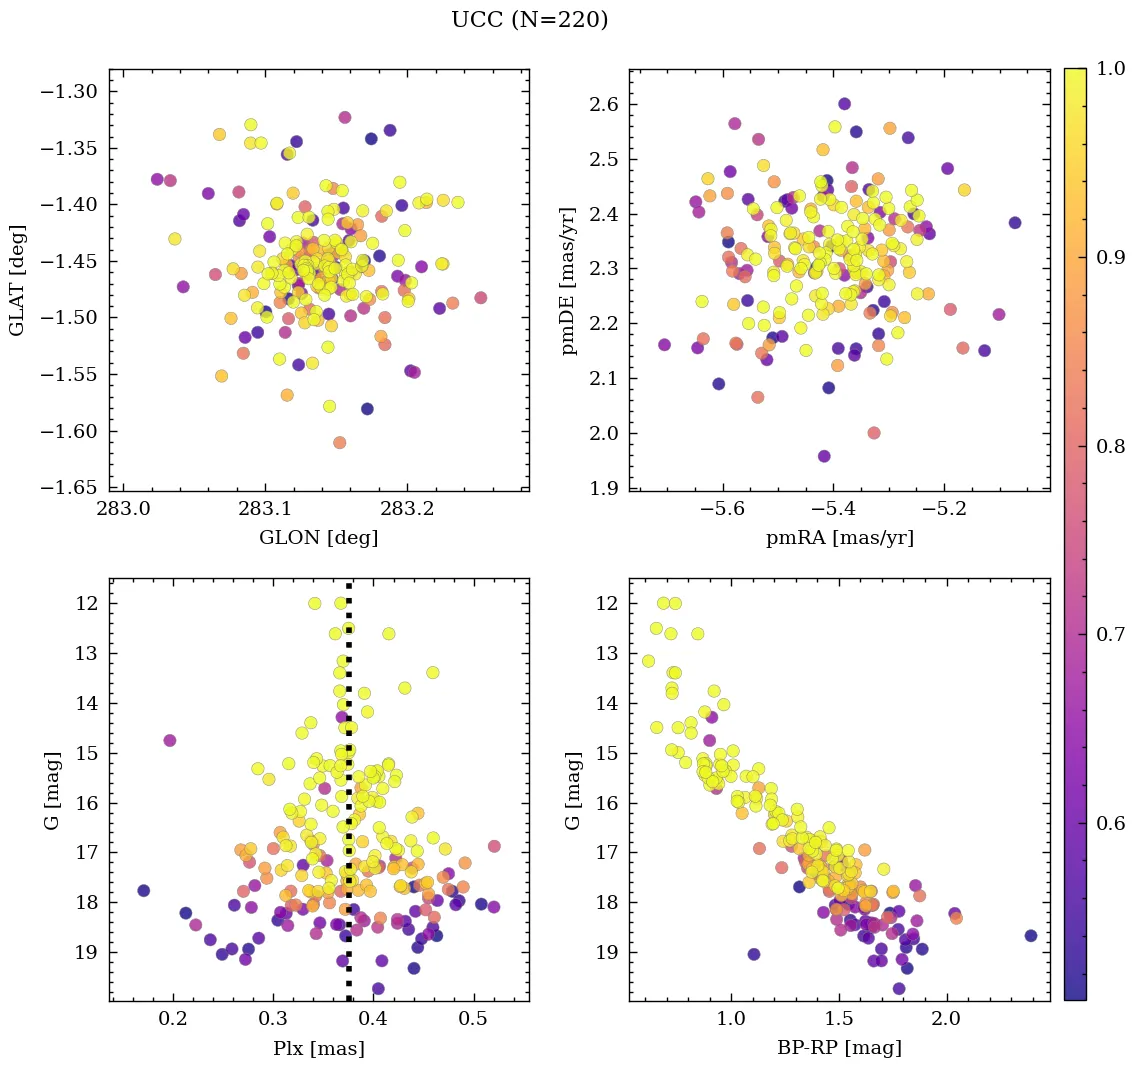 UCC (N=220)
−1.30
−1.35
−1.40
−1.45
−1.50
−1.55
−1.60
−1.65
GLAT [deg]
283.0 283.1 283.2
GLON [deg]
2.6
2.5
2.4
2.3
2.2
2.1
2.0
1.9
pmDE [mas/yr]
−5.6 −5.4 −5.2
pmRA [mas/yr]
12
13
14
15
16
17
18
19
G [mag]
0.2 0.3 0.4 0.5
Plx [mas]
12
13
14
15
16
17
18
19
G [mag]
1.0 1.5 2.0
BP-RP [mag]
1.0
0.9
0.8
0.7
0.6